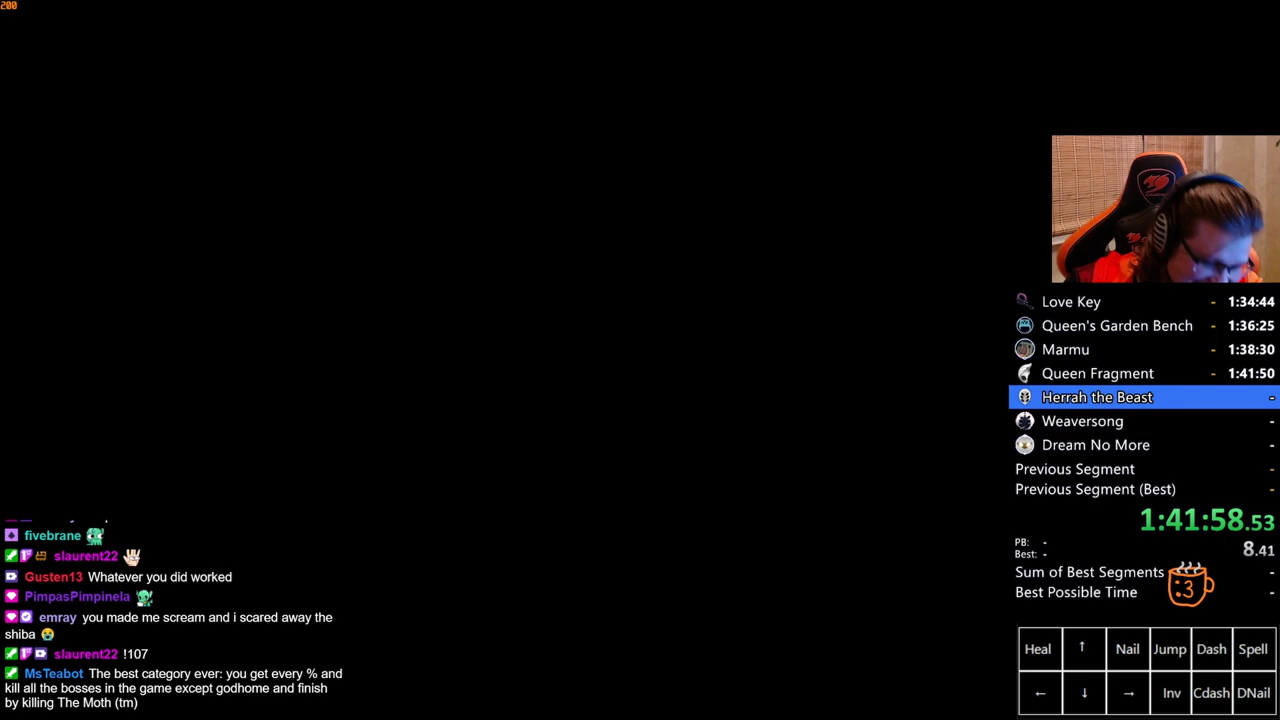 200
Love Key - 1:34:44
Queen's Garden Bench - 1:36:25
Marmu - 1:38:30
Queen Fragment - 1:41:50
Herrah the Beast -
Weaversong -
Dream No More -
Previous Segment -
Previous Segment (Best) -
1:41:58.53
PB: - 8.41
Best: -
Sum of Best Segments -
Best Possible Time -
:3
Heal ↑ Nail Jump Dash Spell
← ↓ → Inv Cdash DNail
fivebrane
slaurent22
Gusten13 Whatever you did worked
PimpasPimpinela
emray you made me scream and i scared away the
shiba 😭
slaurent22 !107
MsTeabot The best category ever: you get every % and
kill all the bosses in the game except godhome and finish
by killing The Moth (tm)